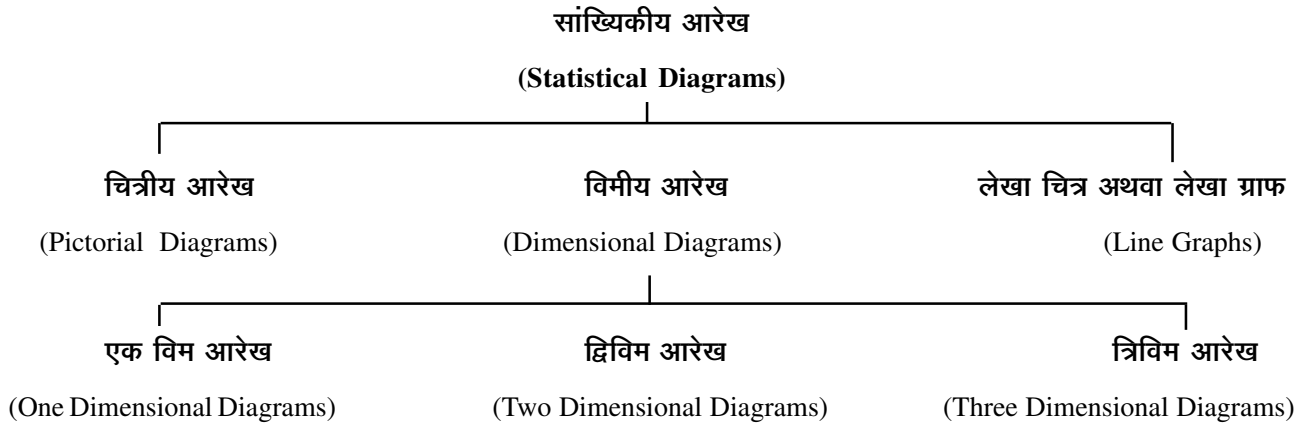 सांख्यिकीय आरेख
(Statistical Diagrams)
चित्रीय आरेख विमीय आरेख लेखा चित्र अथवा लेखा ग्राफ
(Pictorial Diagrams) (Dimensional Diagrams) (Line Graphs)
एक विम आरेख द्विविम आरेख त्रिविम आरेख
(One Dimensional Diagrams) (Two Dimensional Diagrams) (Three Dimensional Diagrams)